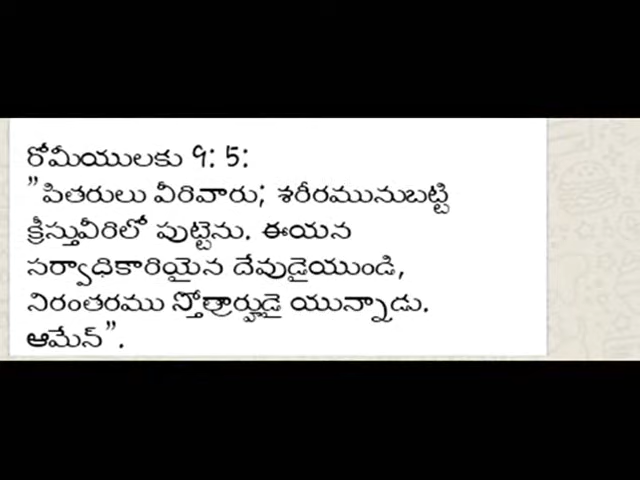 రోమీయులకు 9: 5:
”పితరులు వీరివారు; శరీరమునుబట్టి
క్రీస్తువీరిలో పుట్టెను. ఈయన
సర్వాధికారియైన దేవుడైయుండి,
నిరంతరము స్తోత్రార్హుడై యున్నాడు.
ఆమేన్”.